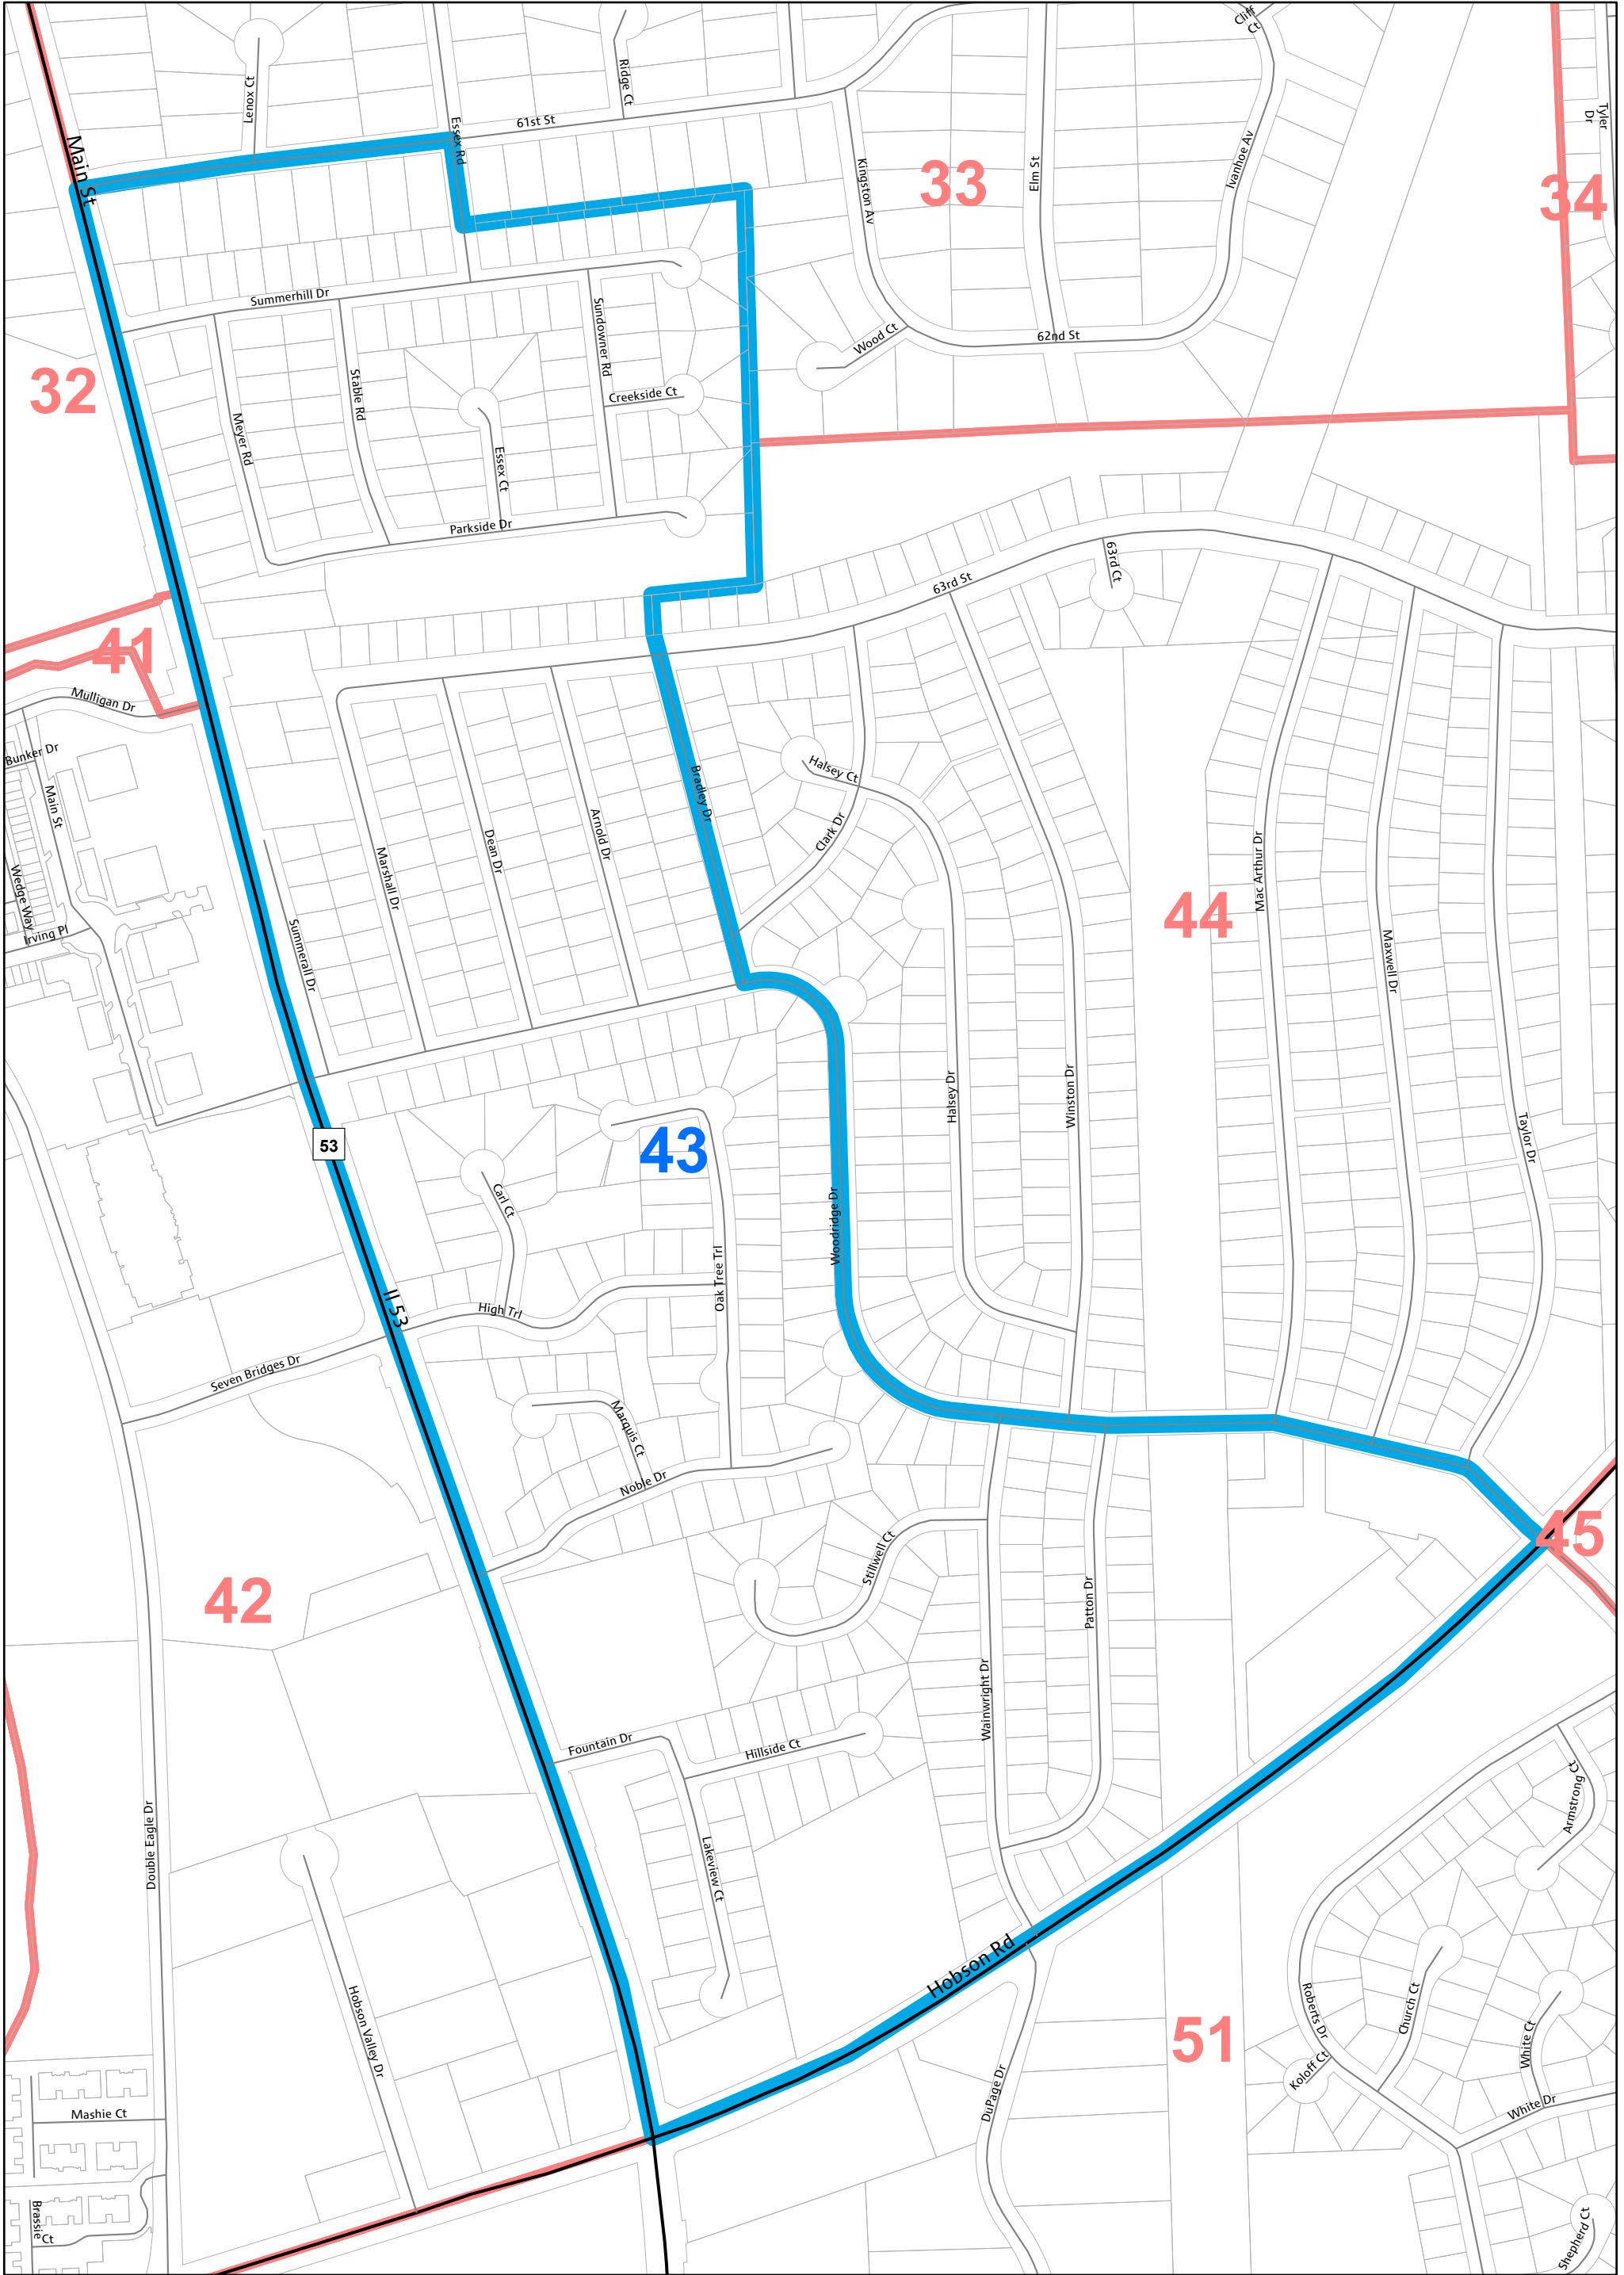 Cliff
Ct
Lenox Ct
Ridge Ct
Tyler
Dr
61st St
Essex Rd
Main St
33
34
Kingston Av
Elm St
Ivanhoe Av
Summerhill Dr
Sundowner Rd
62nd St
Wood Ct
32
Stable Rd
Creekside Ct
Meyer Rd
Essex Ct
Parkside Dr
63rd St
63rd Ct
41
Mulligan Dr
Bunker Dr
Main St
Halsey Ct
Bradley Dr
Clark Dr
Arnold Dr
Dean Dr
Marshall Dr
Mac Arthur Dr
Wedge Way
44
Irving Pl
Summerall Dr
Maxwell Dr
Halsey Dr
Winston Dr
53
43
Taylor Dr
Carl Ct
Woodridge Dr
Oak Tree Trl
Il 53
High Trl
Seven Bridges Dr
Marquis Ct
Noble Dr
45
Stillwell Ct
42
Patton Dr
Wainwright Dr
Fountain Dr
Hillside Ct
Armstrong Ct
Double Eagle Dr
Lakeview Ct
Hobson Rd
Hobson Valley Dr
Roberts Dr
Church Ct
51
White Ct
Koloff Ct
DuPage Dr
White Dr
Mashie Ct
Brassie
Ct
Shepherd Ct